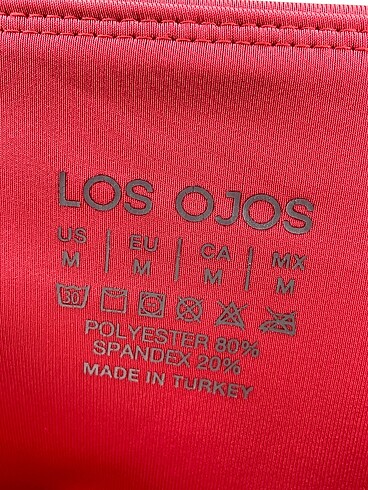 LOS OJOS
US | EU | CA | MX
M | M | M | M
30
POLYESTER 80%
SPANDEX 20%
MADE IN TURKEY